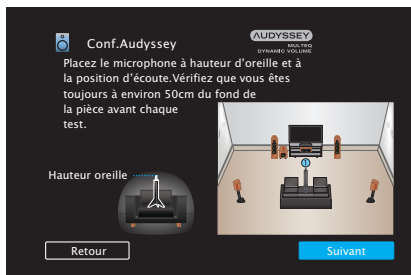 Conf.Audyssey
AUDYSSEY
MULTEQ
DYNAMIC VOLUME
Placez le microphone à hauteur d'oreille et à
la position d'écoute.Vérifiez que vous êtes
toujours à environ 50cm du fond de
la pièce avant chaque
test.
Hauteur oreille
1
Retour
Suivant